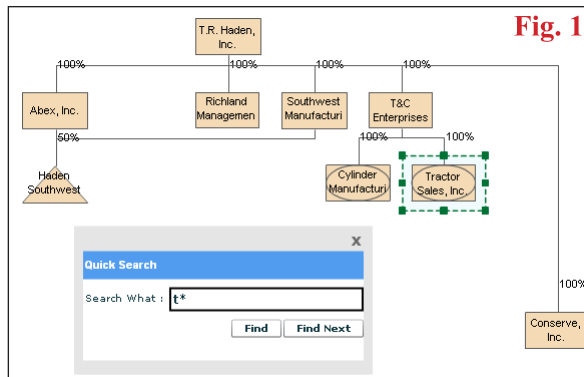 Fig. 1
T.R. Haden,
Inc.
100%
100%
100%
100%
Abex, Inc.
Richland
Managemen
Southwest
Manufacturi
T&C
Enterprises
50%
100%
100%
Haden
Southwest
Cylinder
Manufacturi
Tractor
Sales, Inc.
x
Quick Search
Search What :
t*
Find
Find Next
100%
Conserve,
Inc.